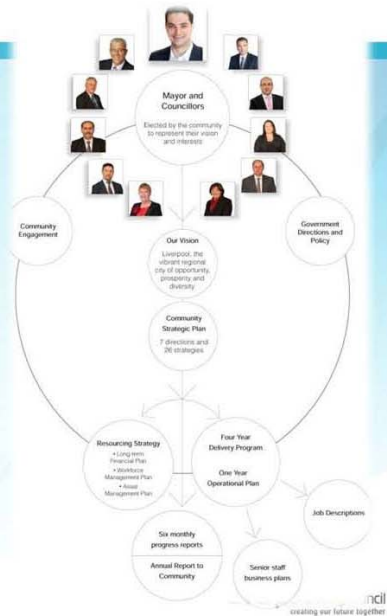 Mayor and
Councillors
Elected by the community
to represent their vision
and interests
Community
Engagement
Government
Directions and
Policy
Our Vision
Liverpool, the
vibrant regional
city of opportunity,
prosperity and
diversity
Community
Strategic Plan
7 directions and
26 strategies
Resourcing Strategy
• Long-term
Financial Plan
• Workforce
Management Plan
• Asset
Management Plan
Four Year
Delivery Program
One Year
Operational Plan
Job Descriptions
Six monthly
progress reports
Annual Report to
Community
Senior staff
business plans
ncil
creating our future together